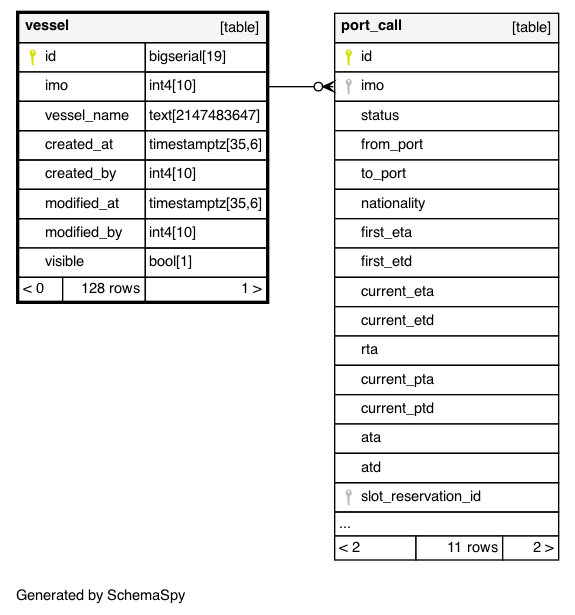 vessel [table]
id bigserial[19]
imo int4[10]
vessel_name text[2147483647]
created_at timestamptz[35,6]
created_by int4[10]
modified_at timestamptz[35,6]
modified_by int4[10]
visible bool[1]
< 0 128 rows 1 >
port_call [table]
id
imo
status
from_port
to_port
nationality
first_eta
first_etd
current_eta
current_etd
rta
current_pta
current_ptd
ata
atd
slot_reservation_id
...
< 2 11 rows 2 >
Generated by SchemaSpy